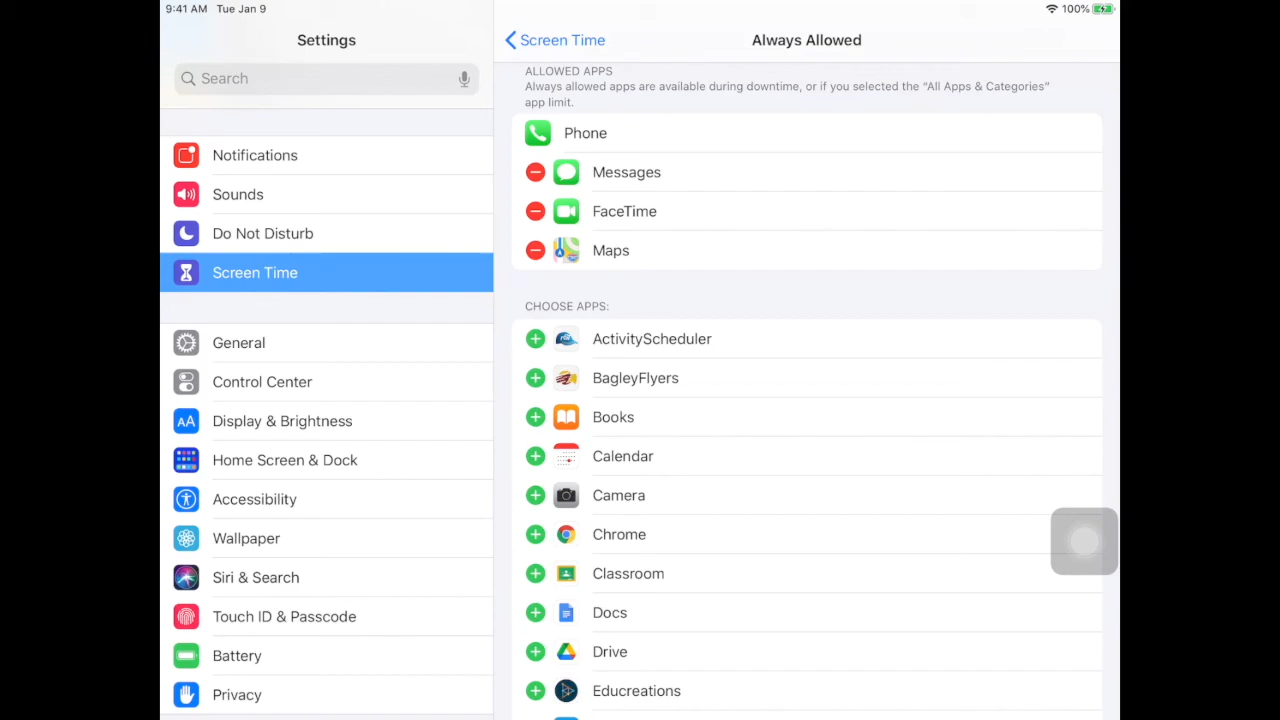 9:41 AM Tue Jan 9
100%
Settings
Search
Notifications
Sounds
Do Not Disturb
Screen Time
General
Control Center
AA
Display & Brightness
Home Screen & Dock
Accessibility
Wallpaper
Siri & Search
Touch ID & Passcode
Battery
Privacy
Screen Time
Always Allowed
ALLOWED APPS
Always allowed apps are available during downtime, or if you selected the “All Apps & Categories”
app limit.
Phone
Messages
FaceTime
Maps
CHOOSE APPS:
ActivityScheduler
BagleyFlyers
Books
Calendar
Camera
Chrome
Classroom
Docs
Drive
Educreations